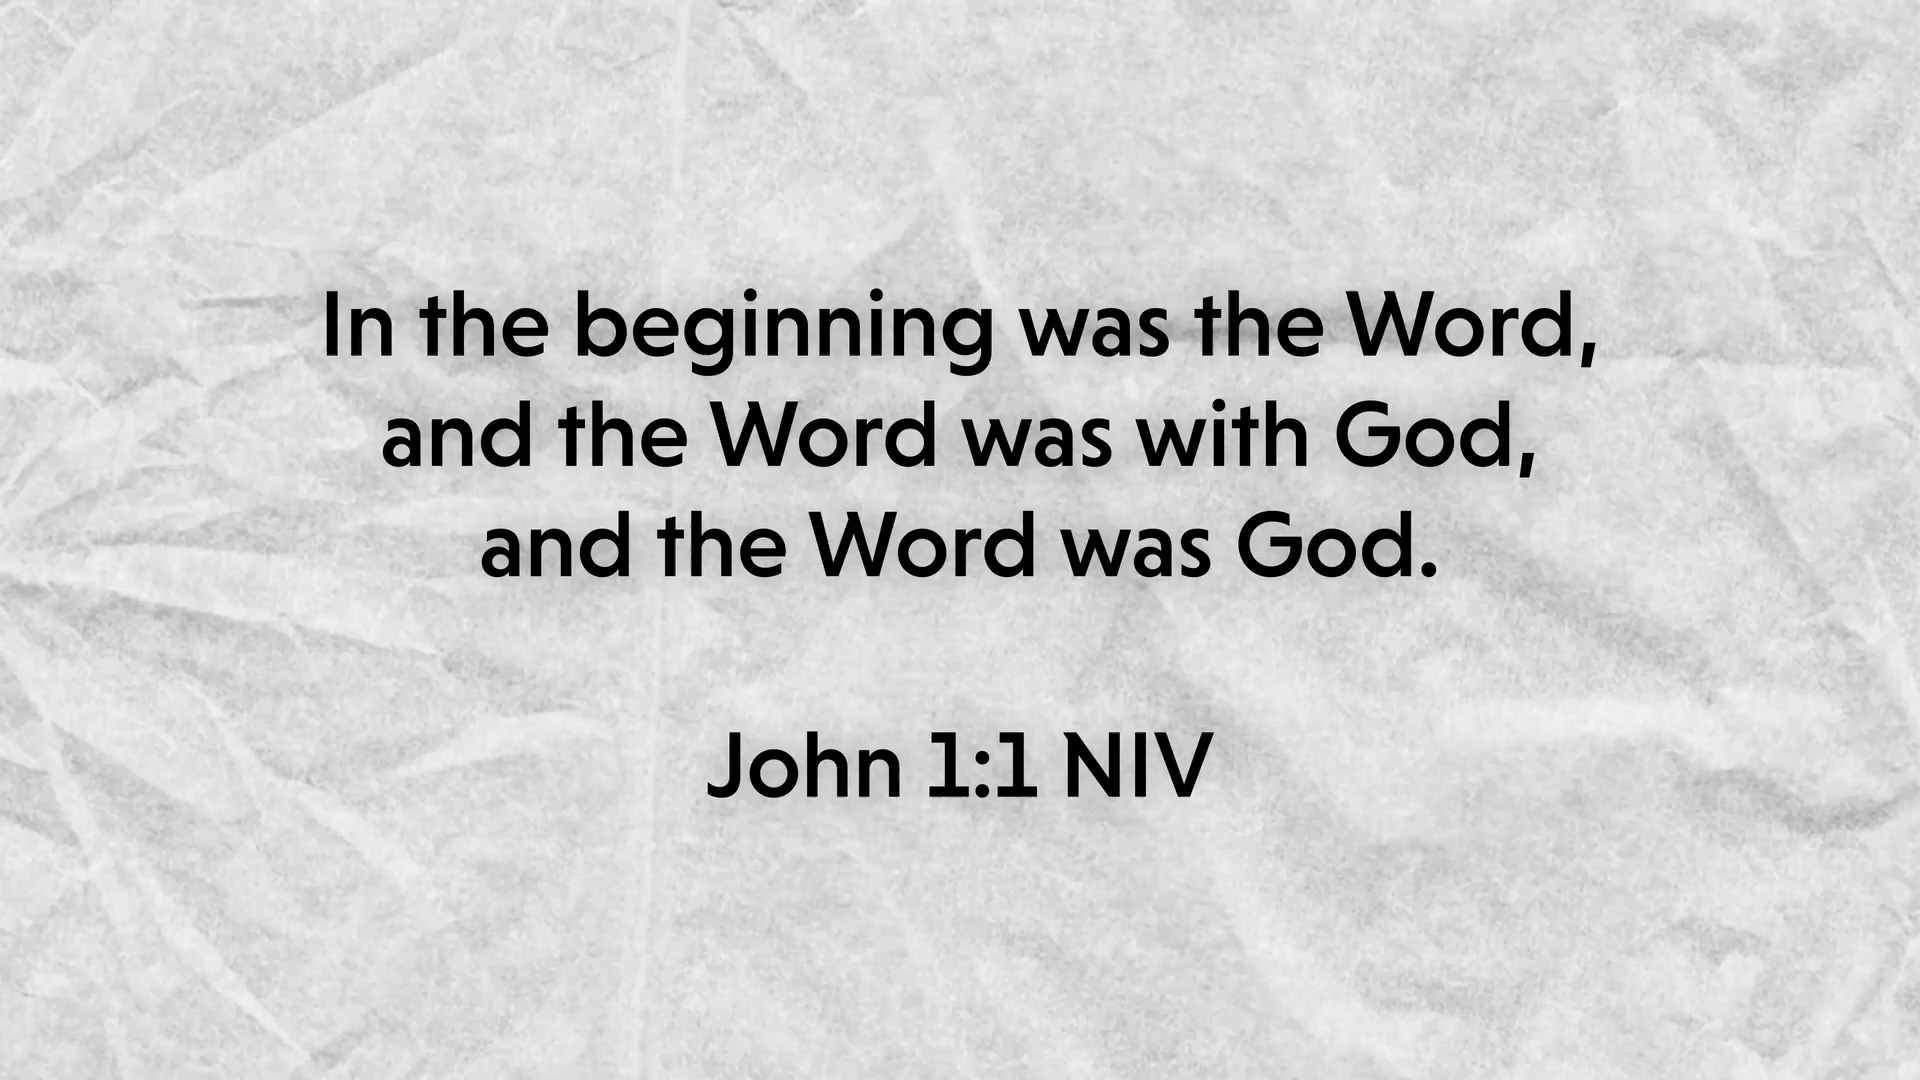 In the beginning was the Word,
and the Word was with God,
and the Word was God.
John 1:1 NIV